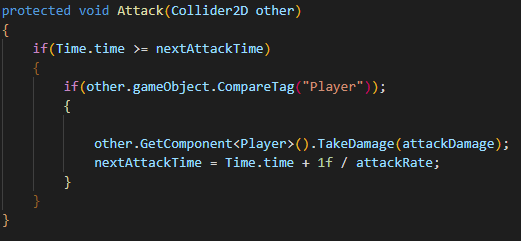 protected void Attack(Collider2D other)
{
    if(Time.time >= nextAttackTime)
    {
        if(other.gameObject.CompareTag("Player"));
        {
            other.GetComponent<Player>().TakeDamage(attackDamage);
            nextAttackTime = Time.time + 1f / attackRate;
        }
    }
}